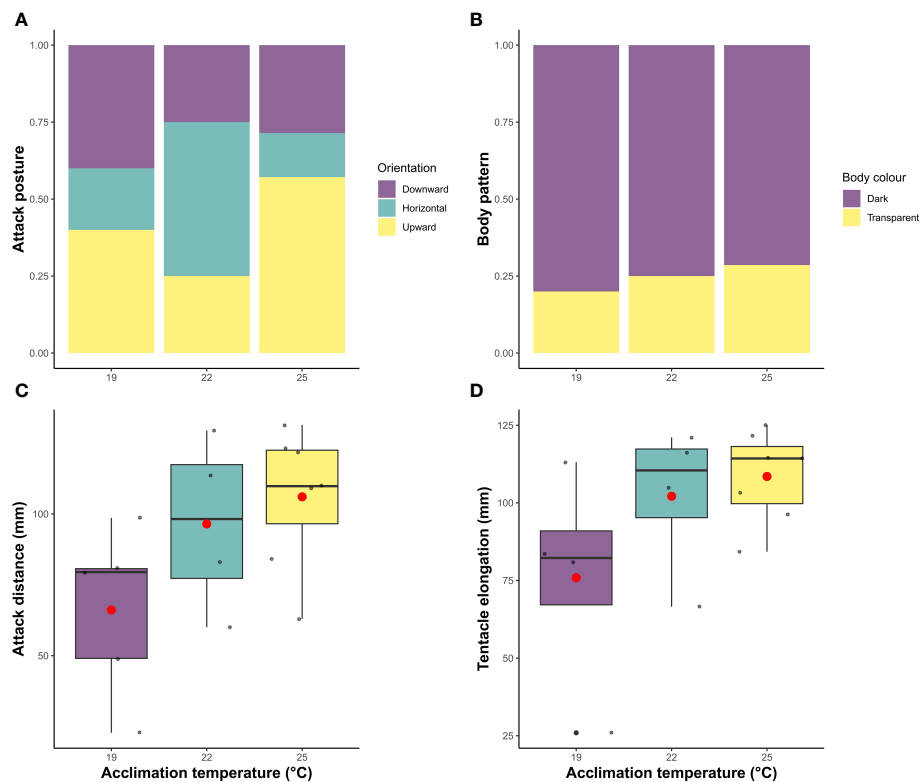 A
Attack posture
1.00
0.75
0.50
0.25
0.00
19
22
25
Orientation
Downward
Horizontal
Upward
B
Body pattern
1.00
0.75
0.50
0.25
0.00
19
22
25
Body colour
Dark
Transparent
C
Attack distance (mm)
100
50
19
22
25
Acclimation temperature (°C)
D
Tentacle elongation (mm)
125
100
75
50
25
19
22
25
Acclimation temperature (°C)